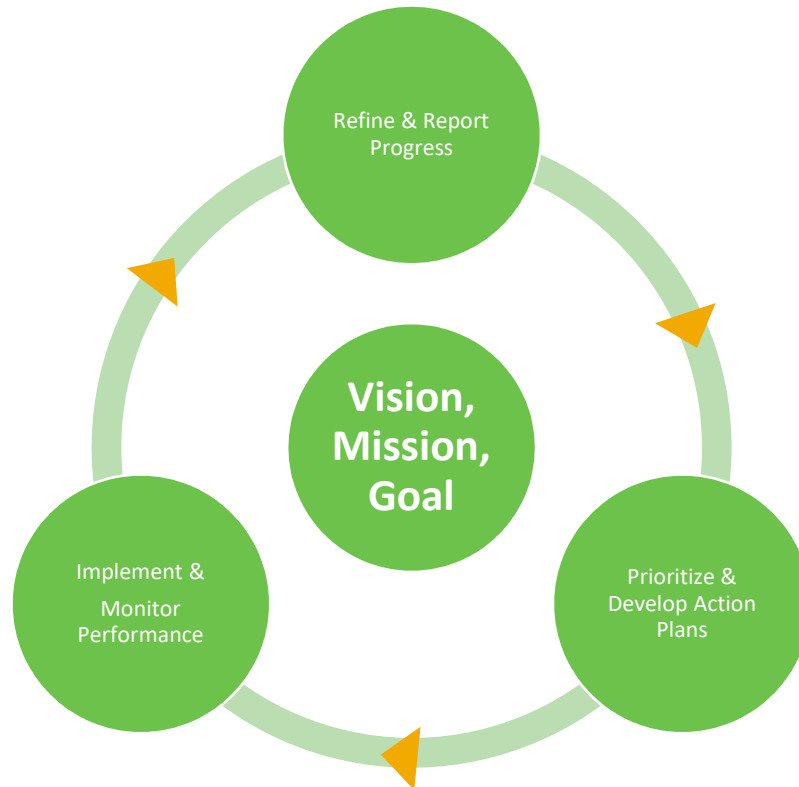 Refine & Report
Progress
Vision,
Mission,
Goal
Implement &
Monitor
Performance
Prioritize &
Develop Action
Plans